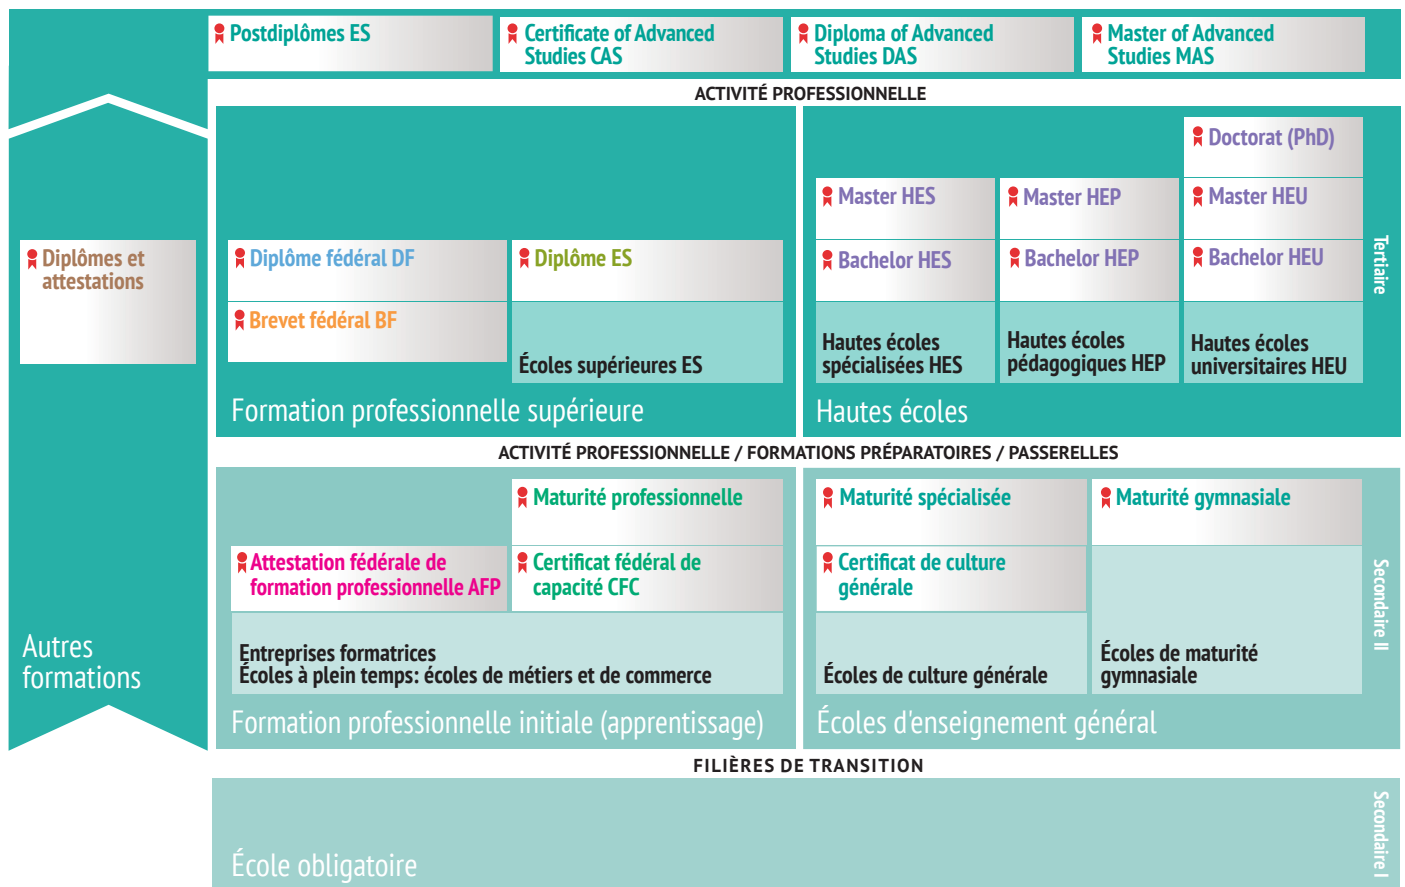 Postdiplômes ES
Certificate of Advanced
Studies CAS
Diploma of Advanced
Studies DAS
Master of Advanced
Studies MAS
ACTIVITÉ PROFESSIONNELLE
Diplômes et
attestations
Autres
formations
Diplôme fédéral DF
Brevet fédéral BF
Diplôme ES
Écoles supérieures ES
Formation professionnelle supérieure
Master HES
Bachelor HES
Hautes écoles
spécialisées HES
Master HEP
Bachelor HEP
Hautes écoles
pédagogiques HEP
Doctorat (PhD)
Master HEU
Bachelor HEU
Hautes écoles
universitaires HEU
Hautes écoles
Tertiaire
ACTIVITÉ PROFESSIONNELLE / FORMATIONS PRÉPARATOIRES / PASSERELLES
Attestation fédérale de
formation professionnelle AFP
Maturité professionnelle
Certificat fédéral de
capacité CFC
Entreprises formatrices
Écoles à plein temps: écoles de métiers et de commerce
Formation professionnelle initiale (apprentissage)
Maturité spécialisée
Certificat de culture
générale
Écoles de culture générale
Maturité gymnasiale
Écoles de maturité
gymnasiale
Écoles d'enseignement général
Secondaire II
FILIÈRES DE TRANSITION
École obligatoire
Secondaire I